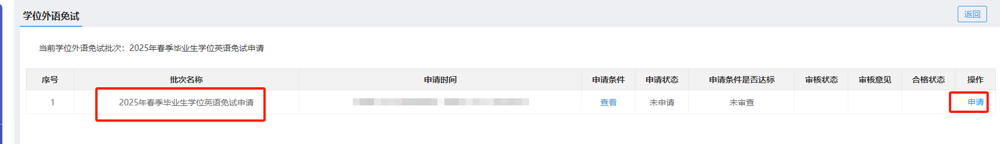 学位外语免试
返回
当前学位外语免试批次：2025年春季毕业生学位英语免试申请
序号 批次名称 申请时间 申请条件 申请状态 申请条件是否达标 审核状态 审核意见 合格状态 操作
1 2025年春季毕业生学位英语免试申请 查看 未申请 未审查 申请